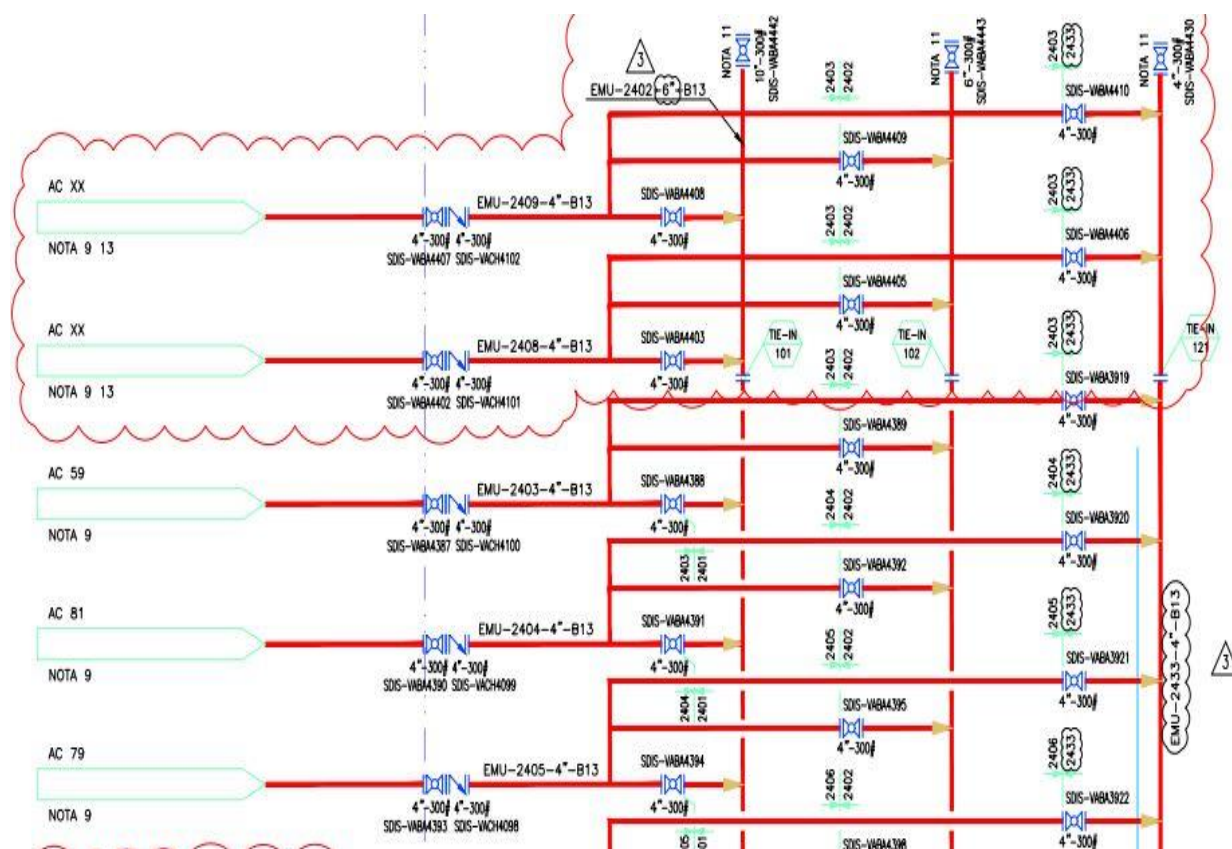 NOTA 11
10"-300#
SDIS-VABA4442
NOTA 11
6"-300#
SDIS-VABA4443
NOTA 11
4"-300#
SDIS-VABA4430
3
EMU-2402-6"-B13
2403
2402
2403
2433
SDIS-VABA4410
4"-300#
SDIS-VABA4409
4"-300#
AC XX
NOTA 9 13
EMU-2409-4"-B13
4"-300# 4"-300#
SDIS-VABA4407 SDIS-VACH4102
SDIS-VABA4408
4"-300#
2403
2402
2403
2433
SDIS-VABA4406
4"-300#
SDIS-VABA4405
4"-300#
AC XX
NOTA 9 13
EMU-2408-4"-B13
4"-300# 4"-300#
SDIS-VABA4402 SDIS-VACH4101
SDIS-VABA4403
4"-300#
TIE-IN
101
TIE-IN
102
TIE-IN
121
2403
2402
2403
2433
SDIS-VABA3919
4"-300#
SDIS-VABA4389
4"-300#
AC 59
NOTA 9
EMU-2403-4"-B13
4"-300# 4"-300#
SDIS-VABA4387 SDIS-VACH4100
SDIS-VABA4388
4"-300#
2403
2401
2404
2402
2404
2433
SDIS-VABA3920
4"-300#
SDIS-VABA4392
4"-300#
AC 81
NOTA 9
EMU-2404-4"-B13
4"-300# 4"-300#
SDIS-VABA4390 SDIS-VACH4099
SDIS-VABA4391
4"-300#
2404
2401
2405
2402
2405
2433
SDIS-VABA3921
4"-300#
EMU-2433-4"-B13
3
SDIS-VABA4395
4"-300#
AC 79
NOTA 9
EMU-2405-4"-B13
4"-300# 4"-300#
SDIS-VABA4393 SDIS-VACH4098
SDIS-VABA4394
4"-300#
2406
2402
2406
2433
SDIS-VABA3922
4"-300#
SDIS-VABA4398